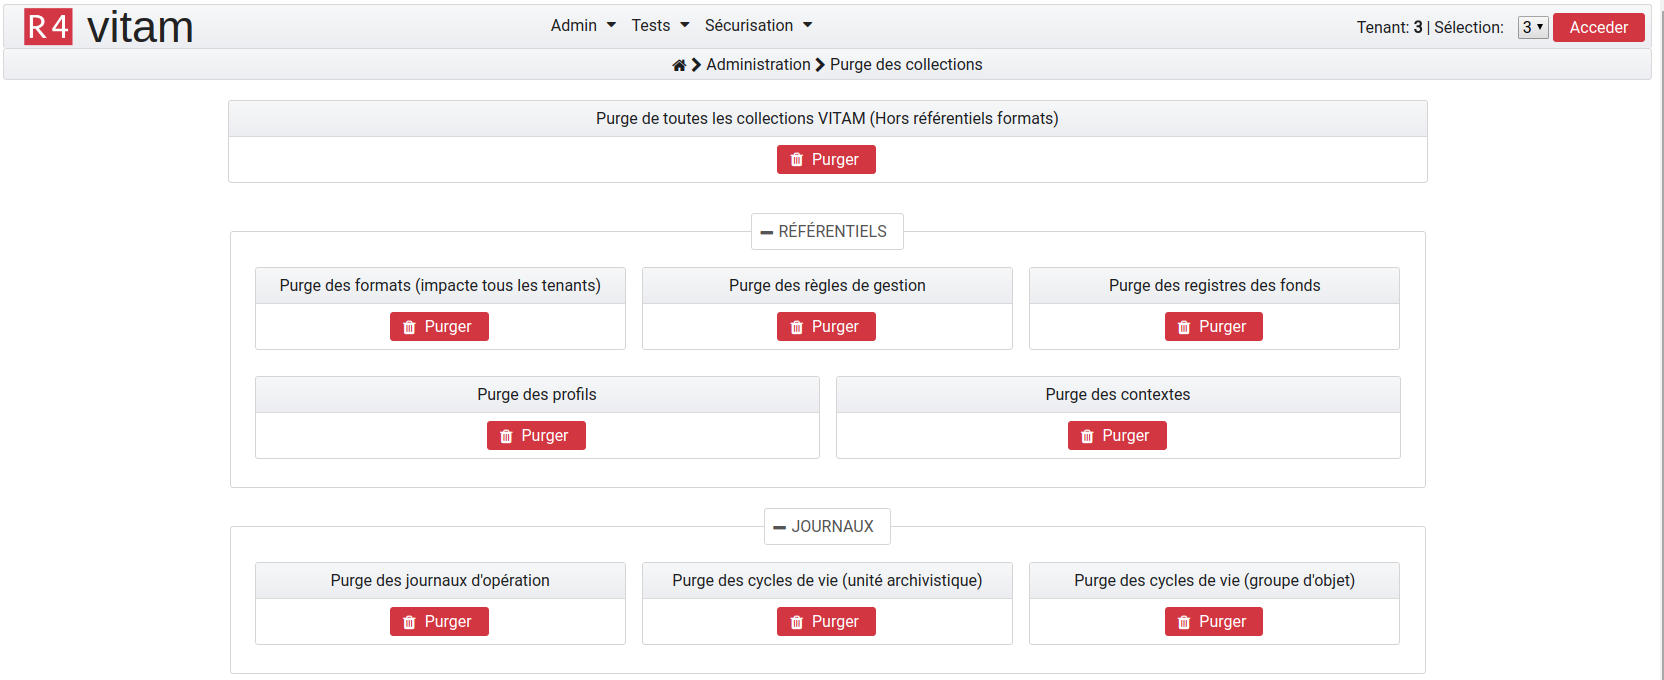 R4 vitam
Admin Tests Sécurisation
Tenant: 3 | Sélection: 3 Acceder
Administration Purge des collections
Purge de toutes les collections VITAM (Hors référentiels formats)
Purger
RÉFÉRENTIELS
Purge des formats (impacte tous les tenants)
Purger
Purge des règles de gestion
Purger
Purge des registres des fonds
Purger
Purge des profils
Purger
Purge des contextes
Purger
JOURNAUX
Purge des journaux d'opération
Purger
Purge des cycles de vie (unité archivistique)
Purger
Purge des cycles de vie (groupe d'objet)
Purger